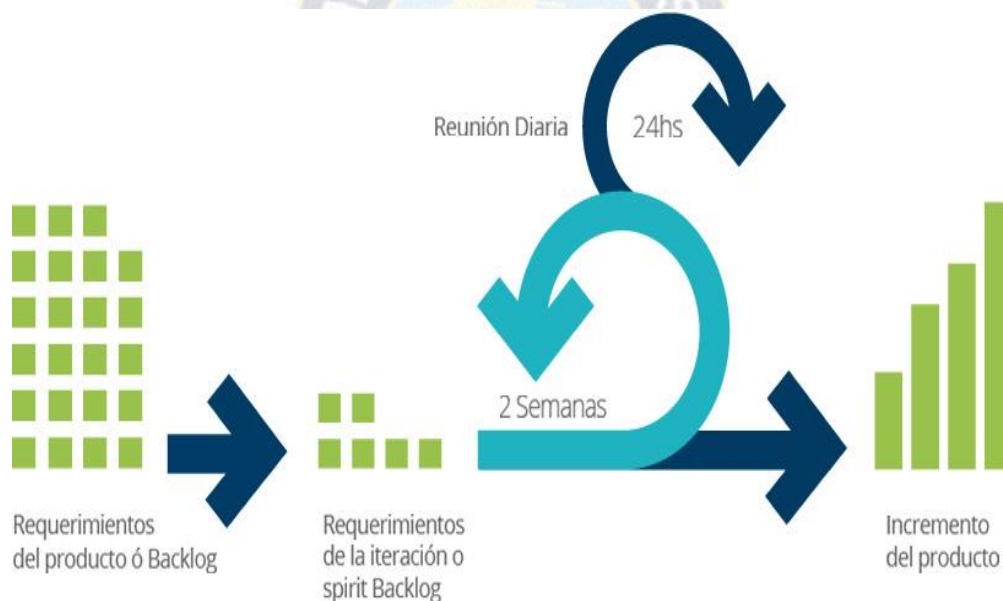 Reunión Diaria
24hs
2 Semanas
Requerimientos
del producto ó Backlog
Requerimientos
de la iteración o
spirit Backlog
Incremento
del producto